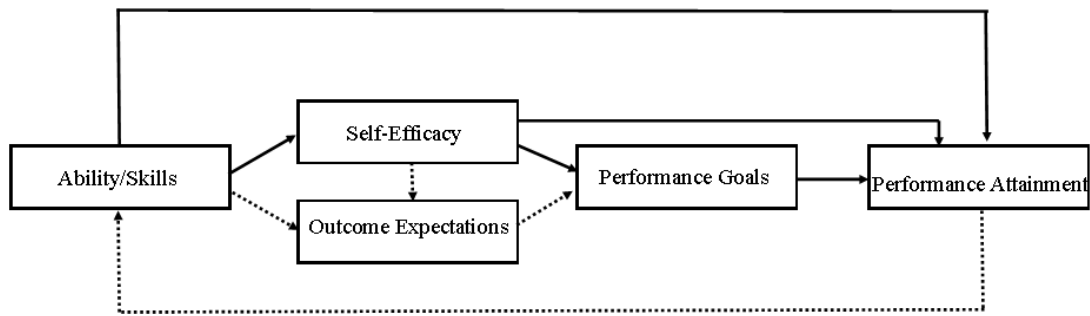 Self-Efficacy
Ability/Skills
Performance Goals
Performance Attainment
Outcome Expectations